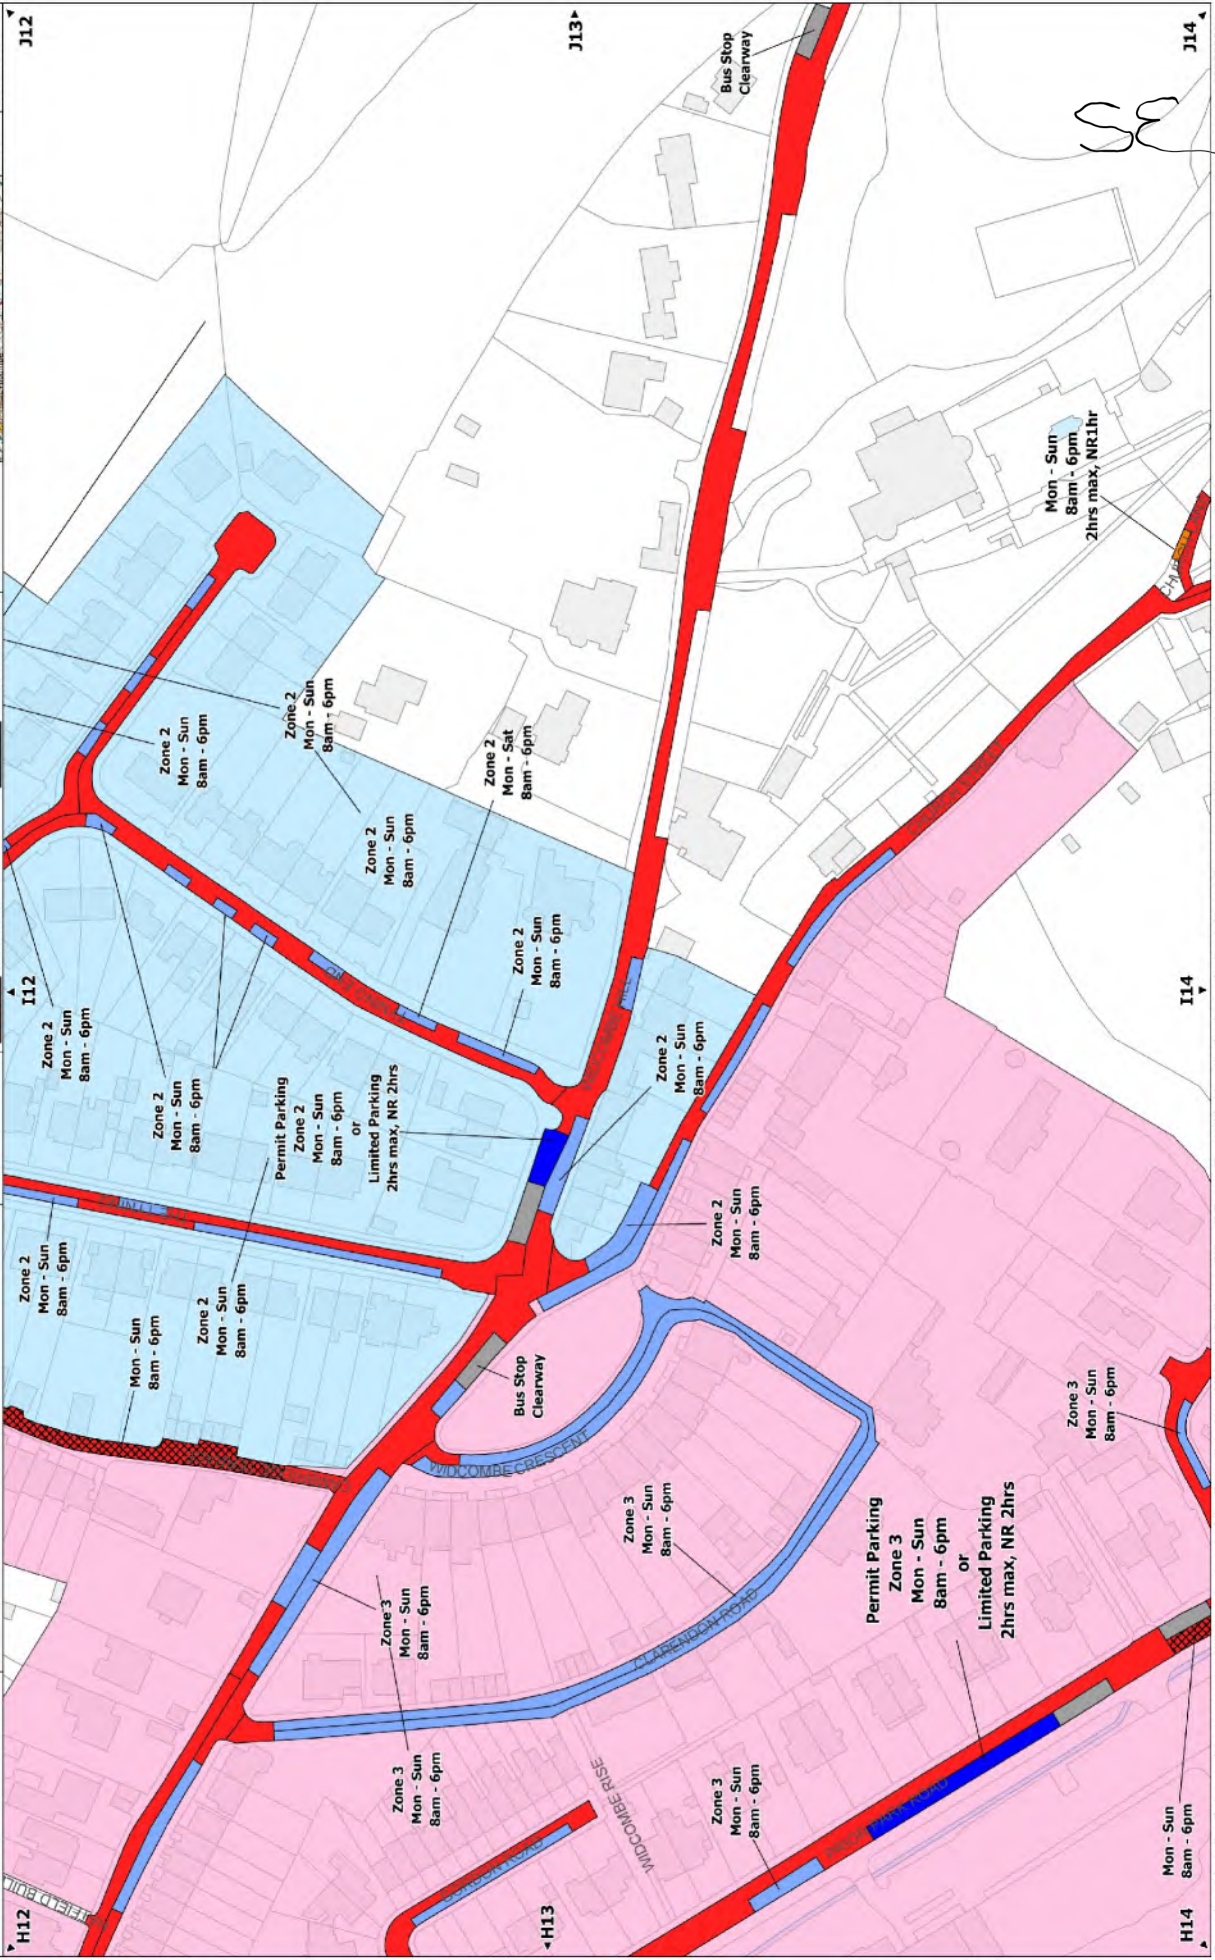 J12
J13
J14
Bus Stop
Clearway
SE
Mon - Sun
8am - 6pm
2hrs max, NR1hr
Zone 2
Mon - Sun
8am - 6pm
Zone 2
Mon - Sun
8am - 6pm
Zone 2
Mon - Sat
8am - 6pm
Zone 2
Mon - Sun
8am - 6pm
Zone 2
Mon - Sun
8am - 6pm
I12
I14
WIDCOMBE HILL
Zone 2
Mon - Sun
8am - 6pm
Zone 2
Mon - Sun
8am - 6pm
Permit Parking
Zone 2
Mon - Sun
8am - 6pm
or
Limited Parking
2hrs max, NR 2hrs
Zone 2
Mon - Sun
8am - 6pm
Zone 2
Mon - Sun
8am - 6pm
Zone 2
Mon - Sun
8am - 6pm
Zone 2
Mon - Sun
8am - 6pm
Mon - Sun
8am - 6pm
Bus Stop
Clearway
WIDCOMBE CRESCENT
Zone 3
Mon - Sun
8am - 6pm
Zone 3
Mon - Sun
8am - 6pm
Zone 3
Mon - Sun
8am - 6pm
CLARENDON ROAD
Permit Parking
Zone 3
Mon - Sun
8am - 6pm
or
Limited Parking
2hrs max, NR 2hrs
Zone 3
Mon - Sun
8am - 6pm
WIDCOMBE RISE
GORDON ROAD
Zone 3
Mon - Sun
8am - 6pm
PRIOR PARK ROAD
Mon - Sun
8am - 6pm
H12
H13
H14